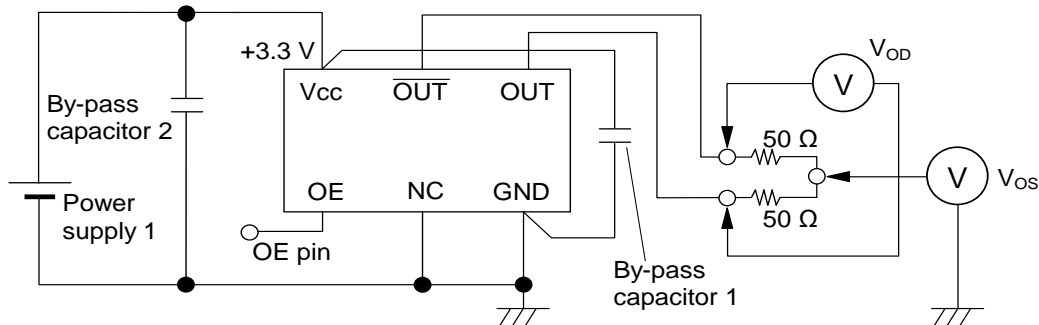 +3.3 V
Vcc
OUT
OUT
OE
NC
GND
By-pass
capacitor 2
Power
supply 1
OE pin
By-pass
capacitor 1
50 Ω
50 Ω
V
VOD
V
VOS